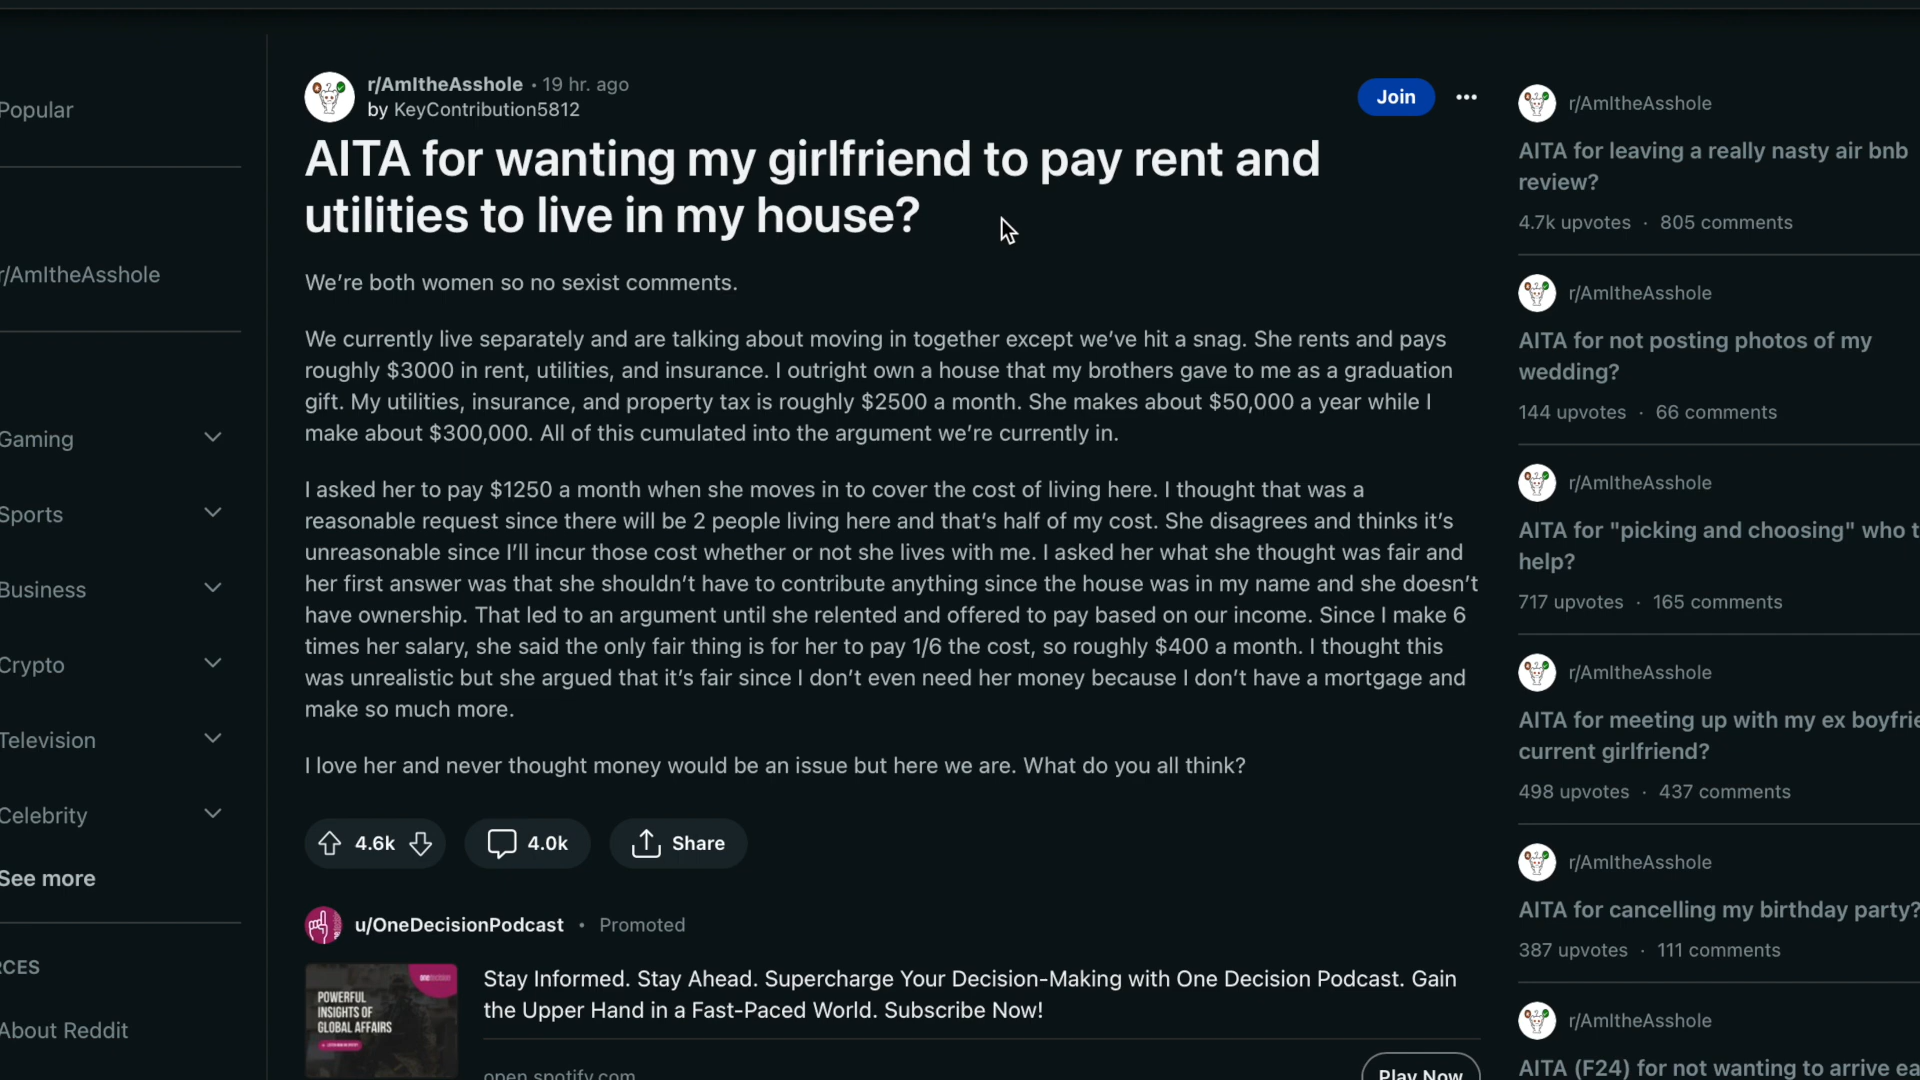 r/AmItheAsshole • 19 hr. ago
by KeyContribution5812
Join
AITA for wanting my girlfriend to pay rent and
utilities to live in my house?
We’re both women so no sexist comments.
We currently live separately and are talking about moving in together except we’ve hit a snag. She rents and pays
roughly $3000 in rent, utilities, and insurance. I outright own a house that my brothers gave to me as a graduation
gift. My utilities, insurance, and property tax is roughly $2500 a month. She makes about $50,000 a year while I
make about $300,000. All of this cumulated into the argument we’re currently in.
I asked her to pay $1250 a month when she moves in to cover the cost of living here. I thought that was a
reasonable request since there will be 2 people living here and that’s half of my cost. She disagrees and thinks it’s
unreasonable since I’ll incur those cost whether or not she lives with me. I asked her what she thought was fair and
her first answer was that she shouldn’t have to contribute anything since the house was in my name and she doesn’t
have ownership. That led to an argument until she relented and offered to pay based on our income. Since I make 6
times her salary, she said the only fair thing is for her to pay 1/6 the cost, so roughly $400 a month. I thought this
was unrealistic but she argued that it’s fair since I don’t even need her money because I don’t have a mortgage and
make so much more.
I love her and never thought money would be an issue but here we are. What do you all think?
4.6k
4.0k
Share
u/OneDecisionPodcast • Promoted
POWERFUL
INSIGHTS OF
GLOBAL AFFAIRS
Stay Informed. Stay Ahead. Supercharge Your Decision-Making with One Decision Podcast. Gain
the Upper Hand in a Fast-Paced World. Subscribe Now!
open.spotify.com
Play Now
Popular
r/AmItheAsshole
Gaming
Sports
Business
Crypto
Television
Celebrity
See more
RCES
About Reddit
r/AmItheAsshole
AITA for leaving a really nasty air bnb
review?
4.7k upvotes · 805 comments
r/AmItheAsshole
AITA for not posting photos of my
wedding?
144 upvotes · 66 comments
r/AmItheAsshole
AITA for "picking and choosing" who t
help?
717 upvotes · 165 comments
r/AmItheAsshole
AITA for meeting up with my ex boyfrie
current girlfriend?
498 upvotes · 437 comments
r/AmItheAsshole
AITA for cancelling my birthday party?
387 upvotes · 111 comments
r/AmItheAsshole
AITA (F24) for not wanting to arrive ea